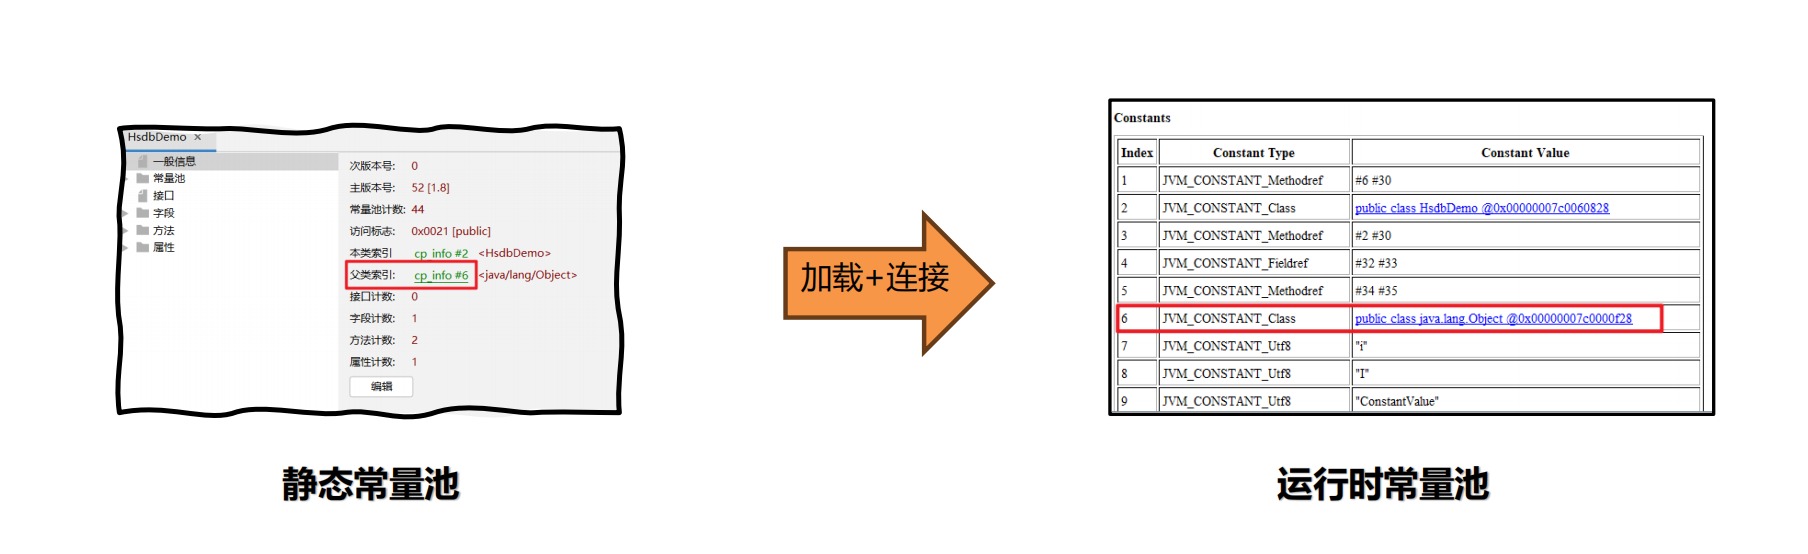 HsdbDemo ×
一般信息
常量池
接口
字段
方法
属性
次版本号: 0
主版本号: 52 [1.8]
常量池计数: 44
访问标志: 0x0021 [public]
本类索引 cp_info #2 <HsdbDemo>
父类索引: cp_info #6 <java/lang/Object>
接口计数: 0
字段计数: 1
方法计数: 2
属性计数: 1
编辑
静态常量池
加载+连接
Constants
Index Constant Type Constant Value
1 JVM_CONSTANT_Methodref #6 #30
2 JVM_CONSTANT_Class public class HsdbDemo @0x00000007c0060828
3 JVM_CONSTANT_Methodref #2 #30
4 JVM_CONSTANT_Fieldref #32 #33
5 JVM_CONSTANT_Methodref #34 #35
6 JVM_CONSTANT_Class public class java.lang.Object @0x00000007c0000f28
7 JVM_CONSTANT_Utf8 "i"
8 JVM_CONSTANT_Utf8 "I"
9 JVM_CONSTANT_Utf8 "ConstantValue"
运行时常量池